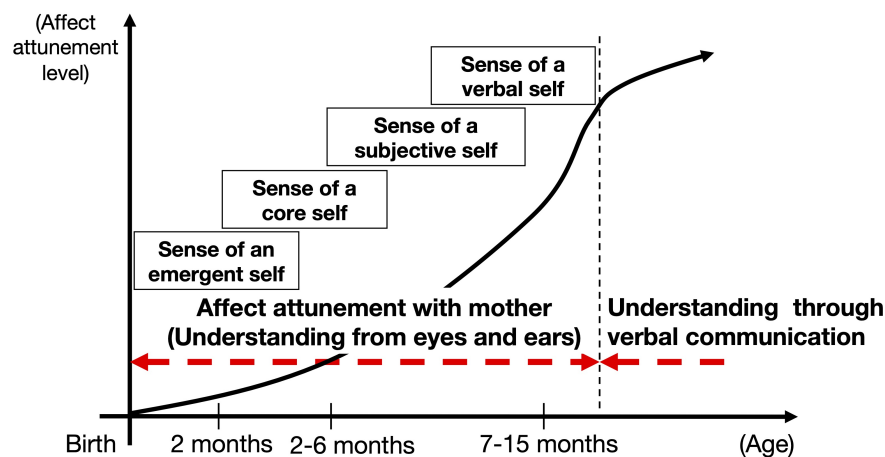 (Affect
attunement
level)
Sense of a
verbal self
Sense of a
subjective self
Sense of a
core self
Sense of an
emergent self
Affect attunement with mother
(Understanding from eyes and ears)
Understanding through
verbal communication
Birth
2 months
2-6 months
7-15 months
(Age)